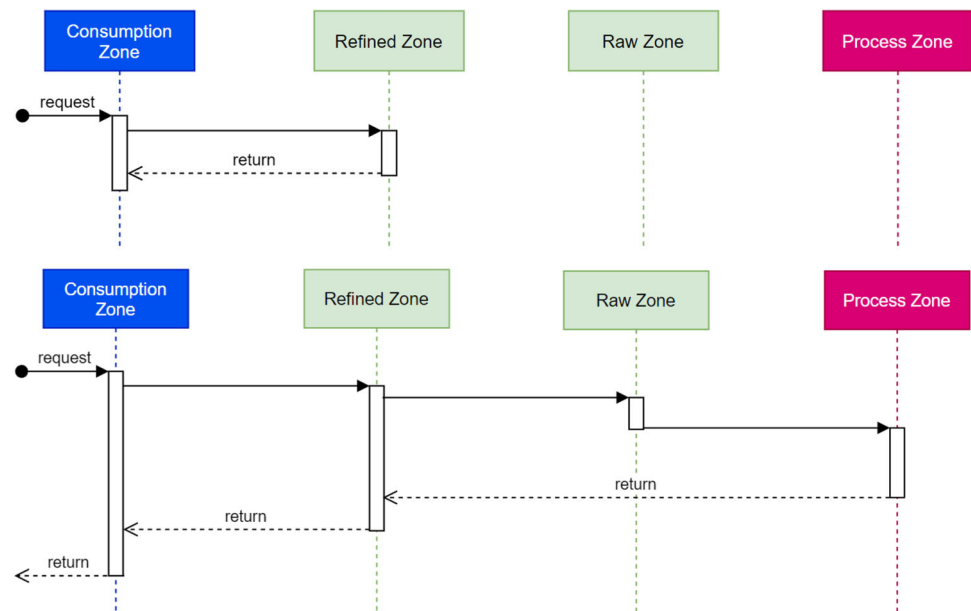 Consumption
Zone
Refined Zone
Raw Zone
Process Zone
request
return
Consumption
Zone
Refined Zone
Raw Zone
Process Zone
request
return
return
return